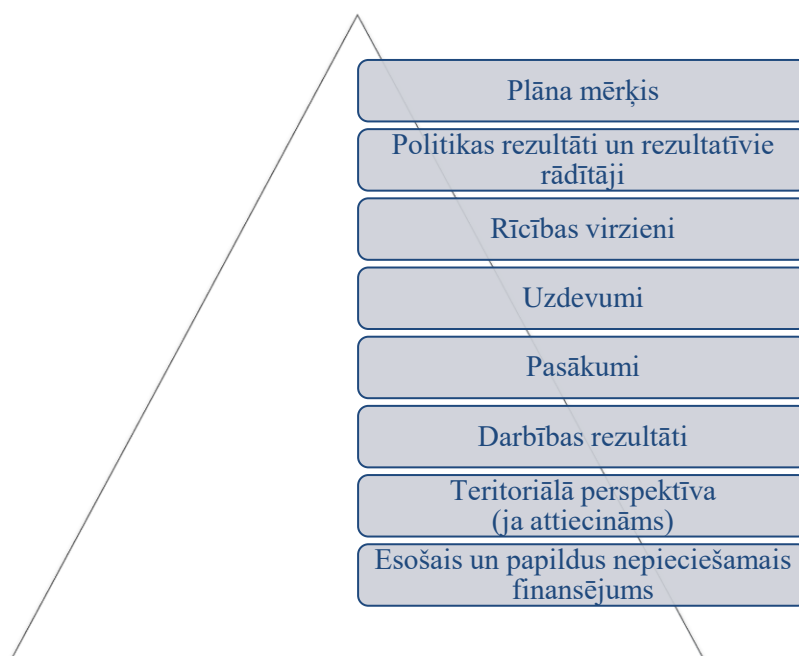 Plāna mērķis
Politikas rezultāti un rezultatīvie
rādītāji
Rīcības virzieni
Uzdevumi
Pasākumi
Darbības rezultāti
Teritoriālā perspektīva
(ja attiecināms)
Esošais un papildus nepieciešamais
finansējums